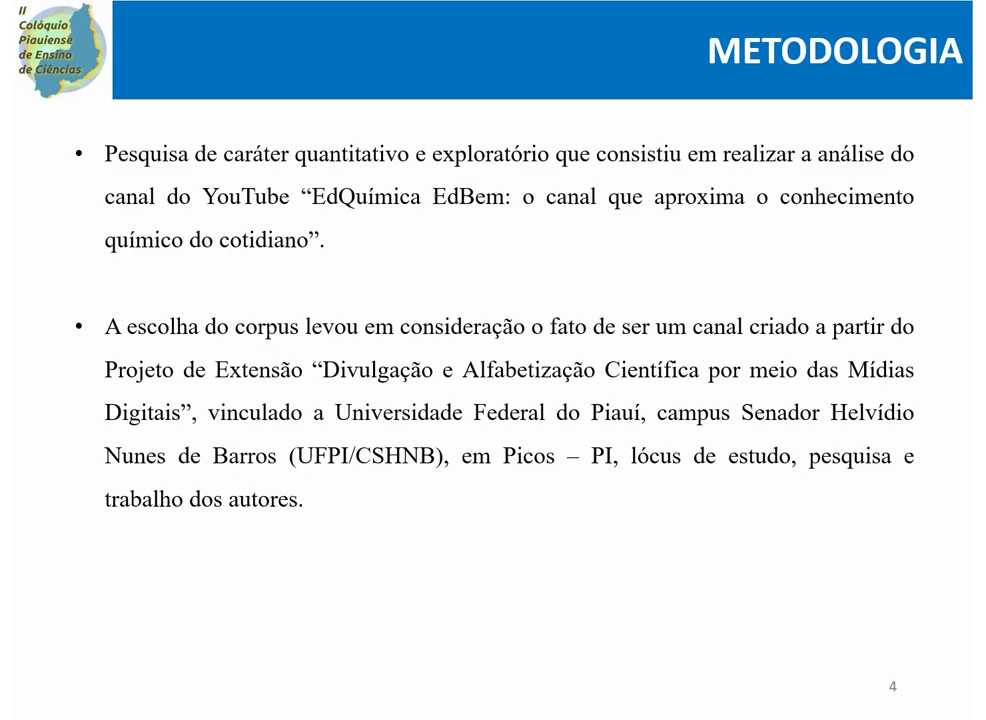 II
Colóquio
Piauiense
de Ensino
de Ciências
METODOLOGIA
• Pesquisa de caráter quantitativo e exploratório que consistiu em realizar a análise do
canal do YouTube “EdQuímica EdBem: o canal que aproxima o conhecimento
químico do cotidiano”.
• A escolha do corpus levou em consideração o fato de ser um canal criado a partir do
Projeto de Extensão “Divulgação e Alfabetização Científica por meio das Mídias
Digitais”, vinculado a Universidade Federal do Piauí, campus Senador Helvídio
Nunes de Barros (UFPI/CSHNB), em Picos – PI, lócus de estudo, pesquisa e
trabalho dos autores.
4